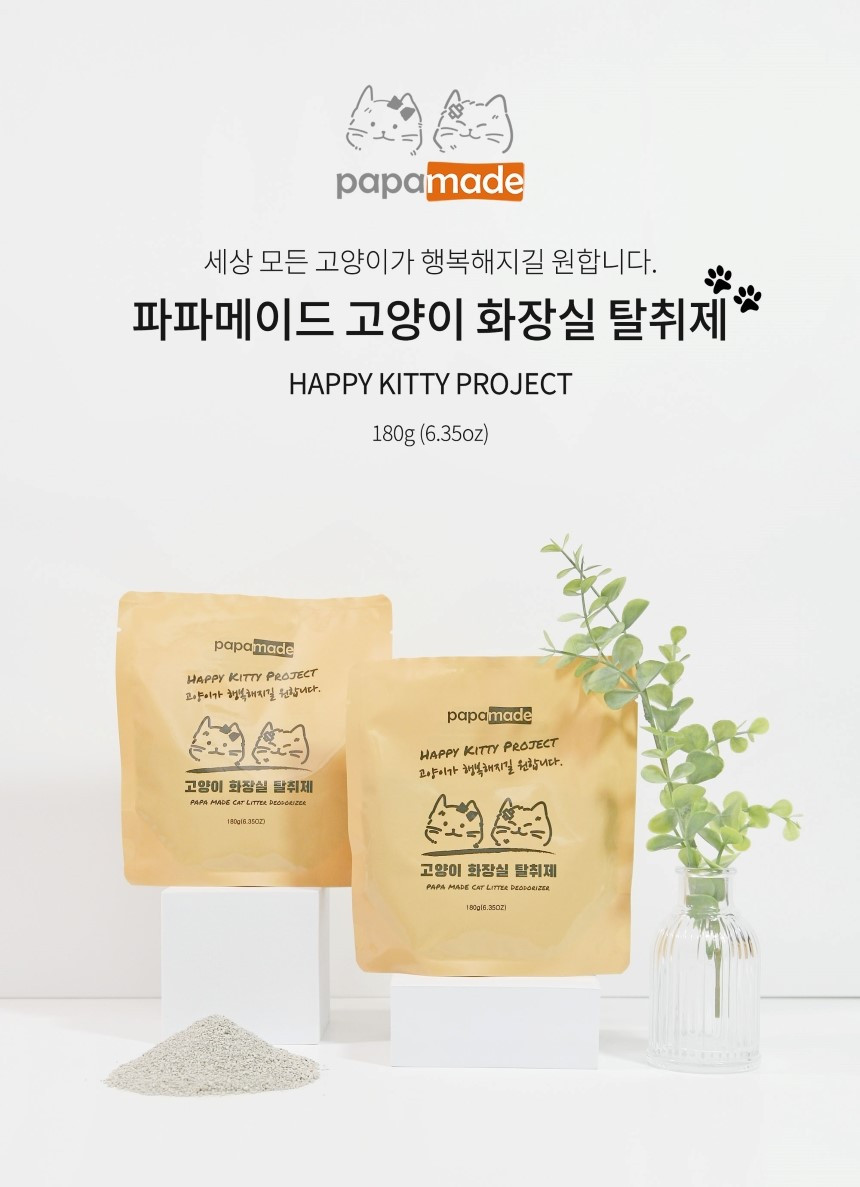 papamade
세상 모든 고양이가 행복해지길 원합니다.
파파메이드 고양이 화장실 탈취제
HAPPY KITTY PROJECT
180g (6.35oz)
papamade
HAPPY KITTY PROJECT
고양이가 행복해지길 원합니다.
고양이 화장실 탈취제
PAPA MADE CAT LITTER DEODORIZER
180g(6.35OZ)
papamade
HAPPY KITTY PROJECT
고양이가 행복해지길 원합니다.
고양이 화장실 탈취제
PAPA MADE CAT LITTER DEODORIZER
180g(6.35OZ)